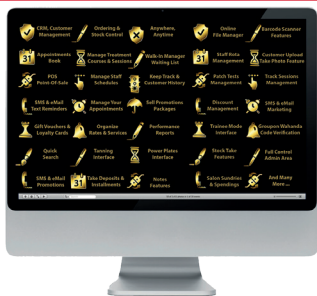 CRM, Customer
Management
Ordering &
Stock Control
Anywhere,
Anytime
Online
File Manager
Barcode Scanner
Features
Appointments
Book
Manage Treatment
Courses & Sessions
Walk-In Manager
Waiting List
Stuff Rota
Management
Customer Upload
Take Photo Feature
POS
Point-Of-Sale
Manage Staff
Schedules
Keep Track &
Customer History
Patch Tests
Management
Track Sessions
Management
SMS & eMail
Text Reminders
Manage Your
Appointments
Sell Promotions
Packages
Discount
Management
SMS & eMail
Marketing
Gift Vouchers &
Loyalty Cards
Organize
Rates & Services
Performance
Reports
Trainee Mode
Interface
Groupon Wahanda
Code Verification
Quick
Search
Tanning
Interface
Power Plates
Interface
Stock Take
Features
Full Control
Admin Area
SMS & eMail
Promotions
Take Deposits &
Installments
Notes
Features
Salon Sundries
& Spendings
And Many
More ...
31
31